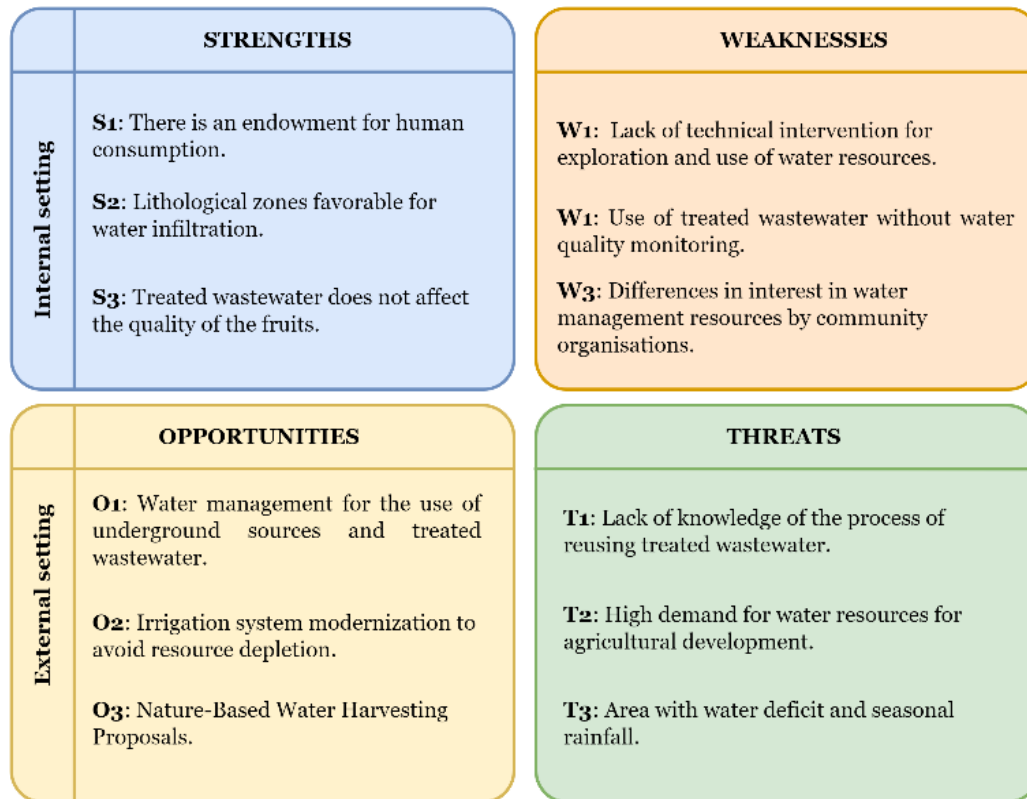 STRENGTHS
Internal setting
S1: There is an endowment for human
consumption.
S2: Lithological zones favorable for
water infiltration.
S3: Treated wastewater does not affect
the quality of the fruits.
WEAKNESSES
W1: Lack of technical intervention for
exploration and use of water resources.
W1: Use of treated wastewater without water
quality monitoring.
W3: Differences in interest in water
management resources by community
organisations.
OPPORTUNITIES
External setting
O1: Water management for the use of
underground sources and treated
wastewater.
O2: Irrigation system modernization to
avoid resource depletion.
O3: Nature-Based Water Harvesting
Proposals.
THREATS
T1: Lack of knowledge of the process of
reusing treated wastewater.
T2: High demand for water resources for
agricultural development.
T3: Area with water deficit and seasonal
rainfall.